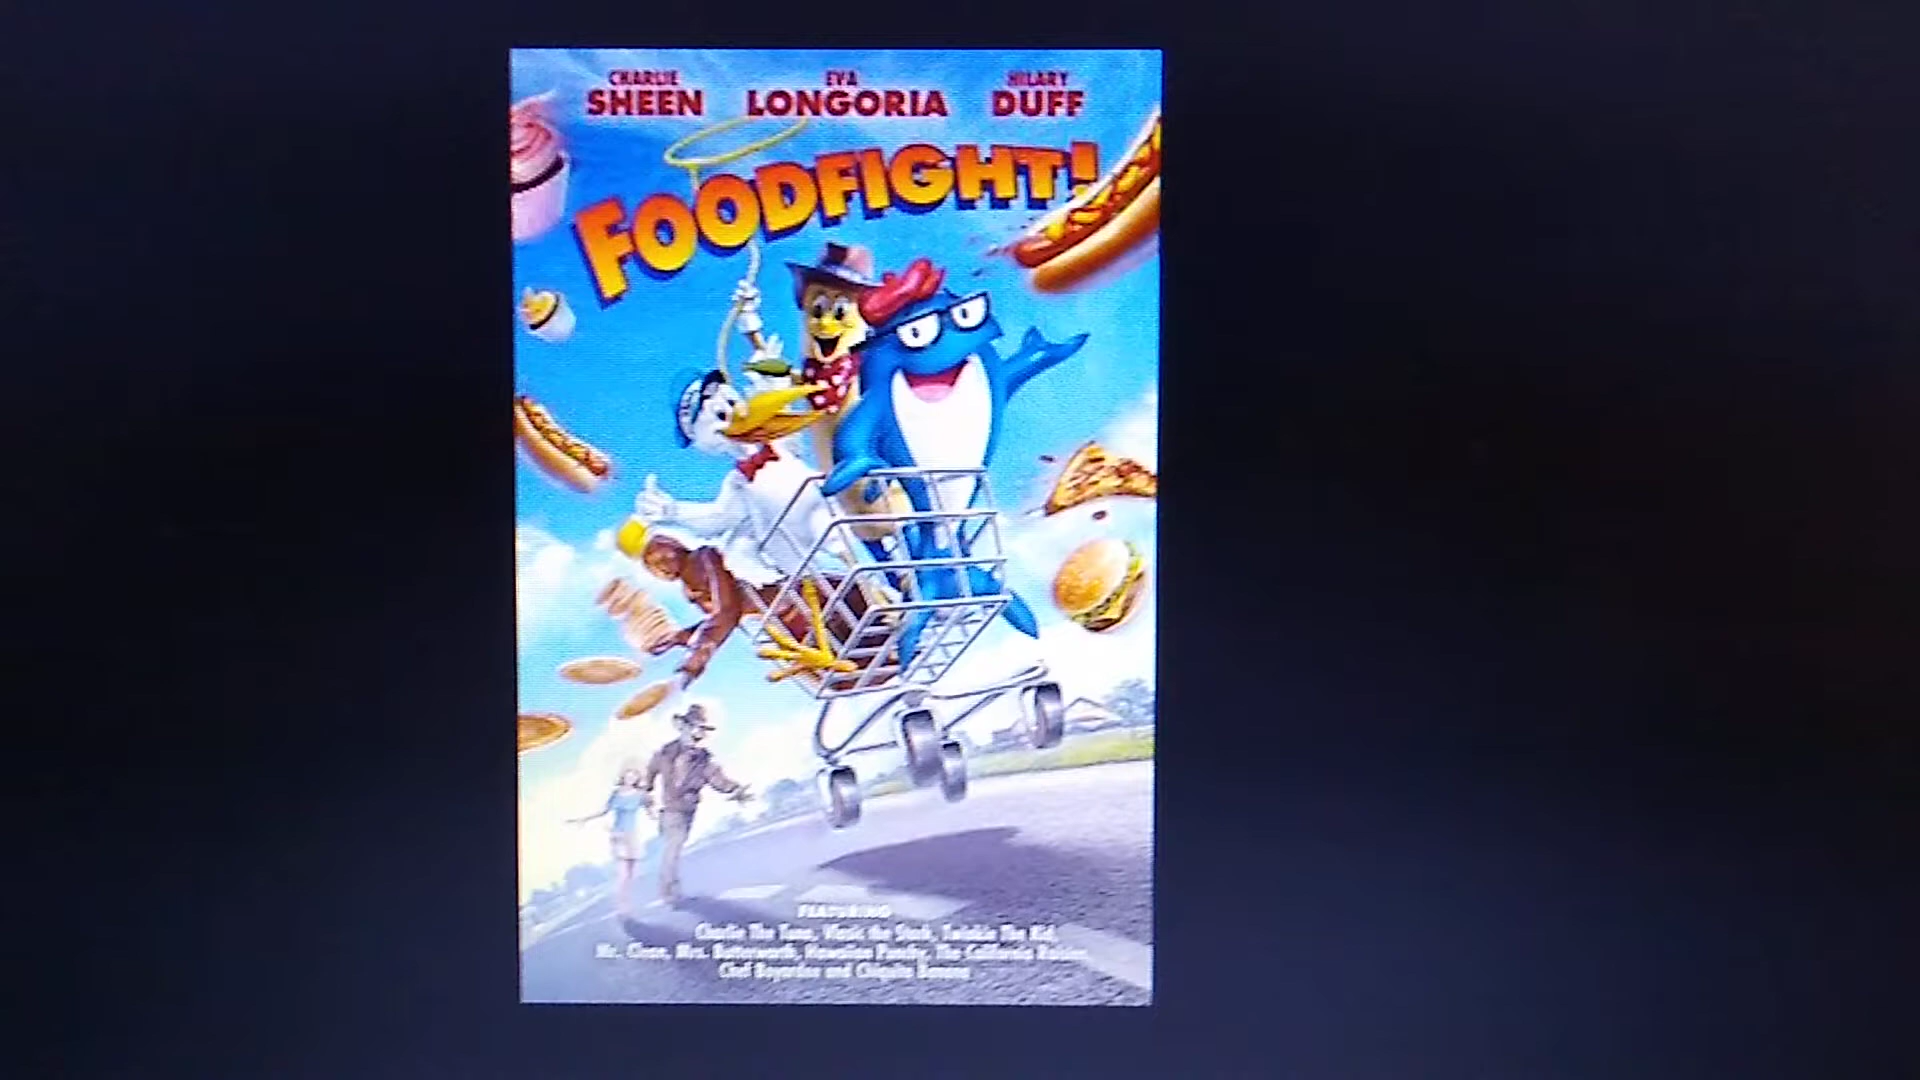 CHARLIE EVA HILARY
SHEEN LONGORIA DUFF
FOODFIGHT!
FEATURING
Charlie The Tuna, Vlasic the Stork, Twinkie The Kid,
Mr. Clean, Mrs. Butterworth, Hawaiian Punchy, The California Raisins,
Chef Boyardee and Chiquita Banana